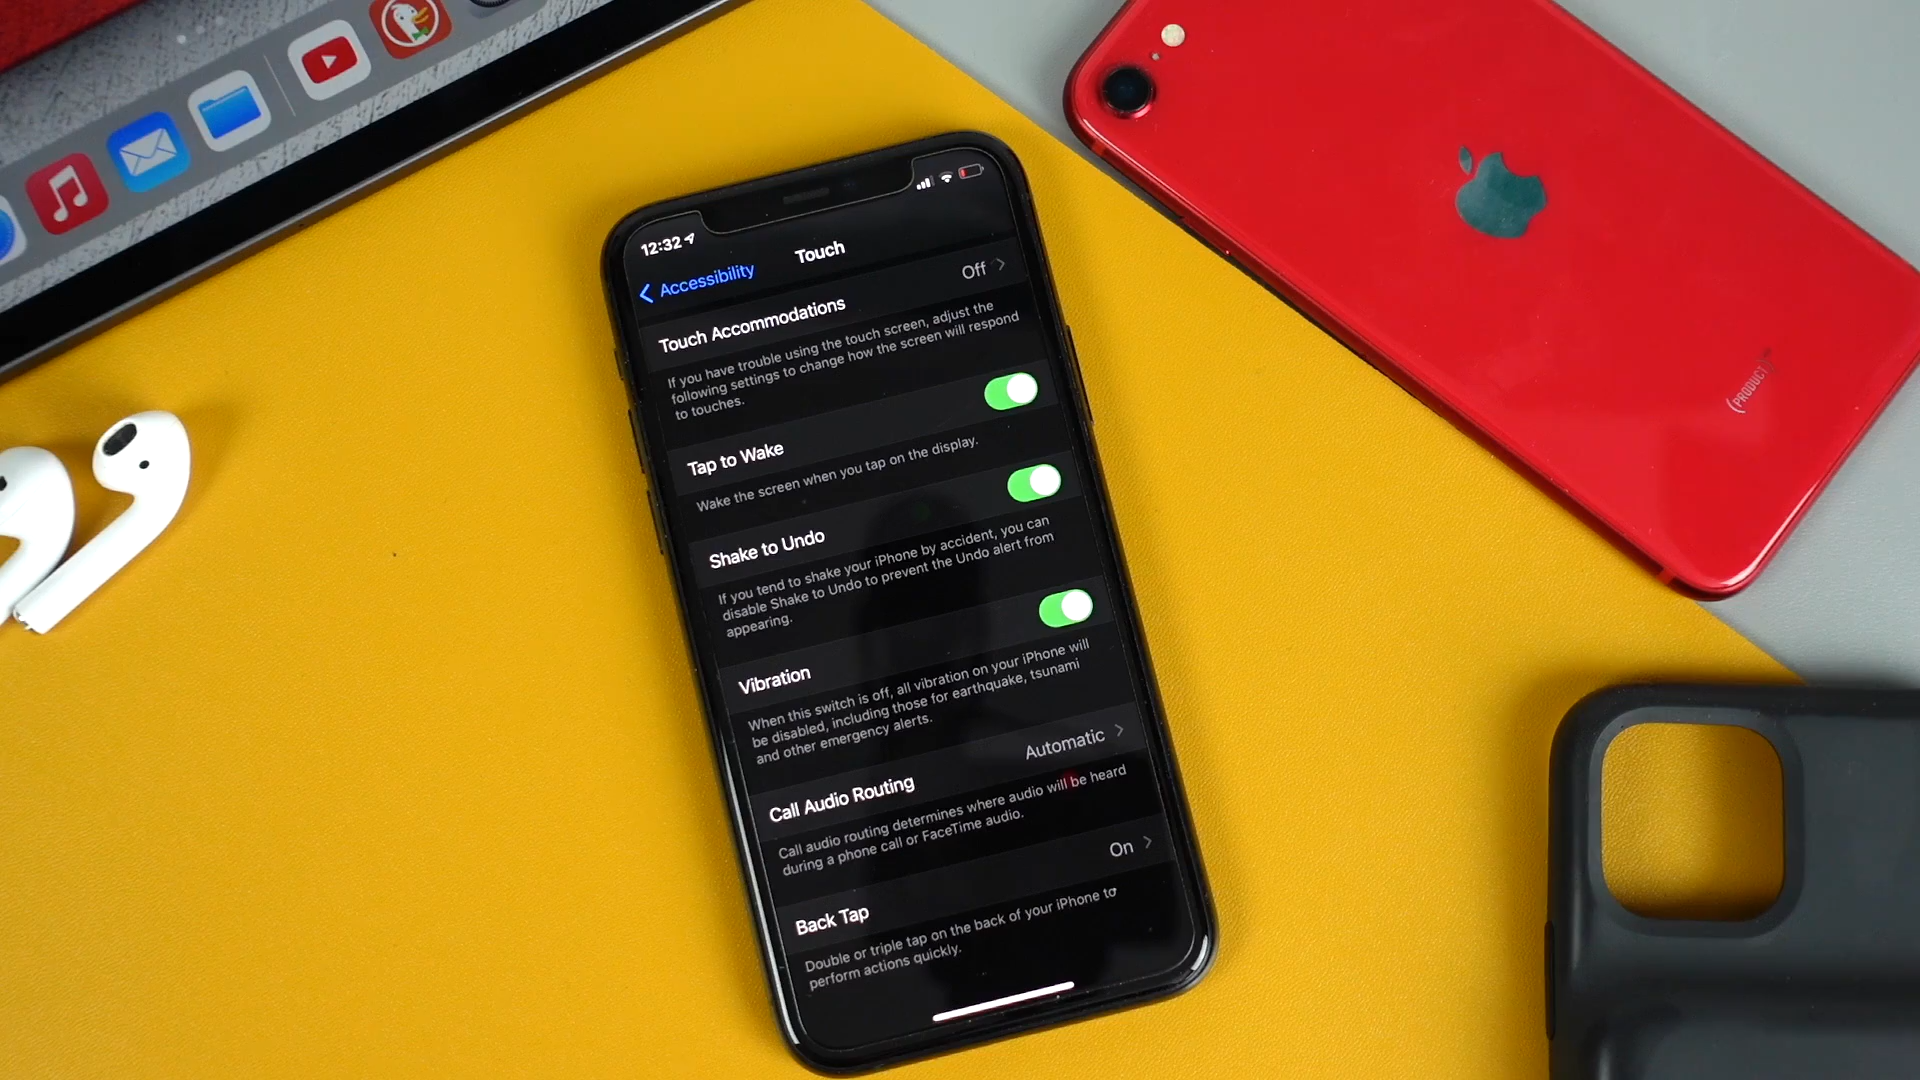 12:32
Touch
Accessibility
Touch Accommodations
Off
If you have trouble using the touch screen, adjust the
following settings to change how the screen will respond
to touches.
Tap to Wake
Wake the screen when you tap on the display.
Shake to Undo
If you tend to shake your iPhone by accident, you can
disable Shake to Undo to prevent the Undo alert from
appearing.
Vibration
When this switch is off, all vibration on your iPhone will
be disabled, including those for earthquake, tsunami
and other emergency alerts.
Call Audio Routing
Automatic
Call audio routing determines where audio will be heard
during a phone call or FaceTime audio.
Back Tap
On
Double or triple tap on the back of your iPhone to
perform actions quickly.
(PRODUCT)